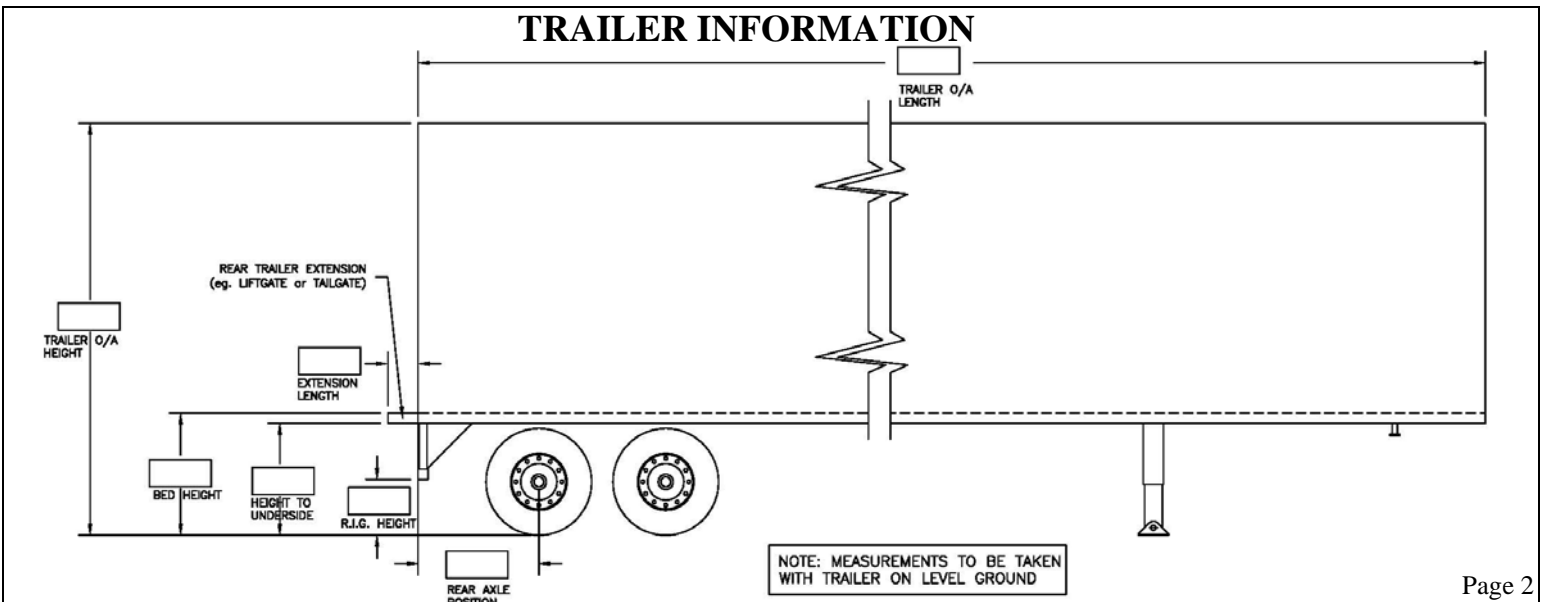 TRAILER INFORMATION
TRAILER O/A
LENGTH
REAR TRAILER EXTENSION
(eg. LIFTGATE or TAILGATE)
TRAILER O/A
HEIGHT
EXTENSION
LENGTH
BED HEIGHT
HEIGHT TO
UNDERSIDE
R.I.G. HEIGHT
REAR AXLE
POSITION
NOTE: MEASUREMENTS TO BE TAKEN
WITH TRAILER ON LEVEL GROUND
Page 2